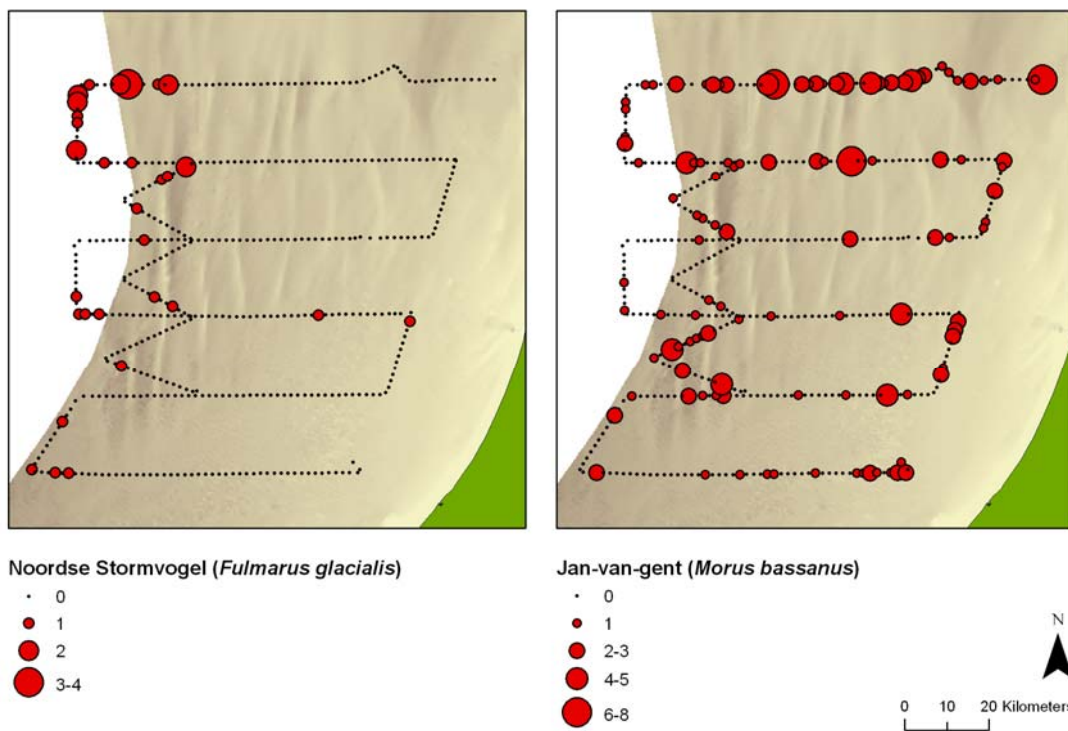 Noordse Stormvogel (Fulmarus glacialis)
0
1
2
3-4
Jan-van-gent (Morus bassanus)
0
1
2-3
4-5
6-8
N
0 10 20 Kilometers